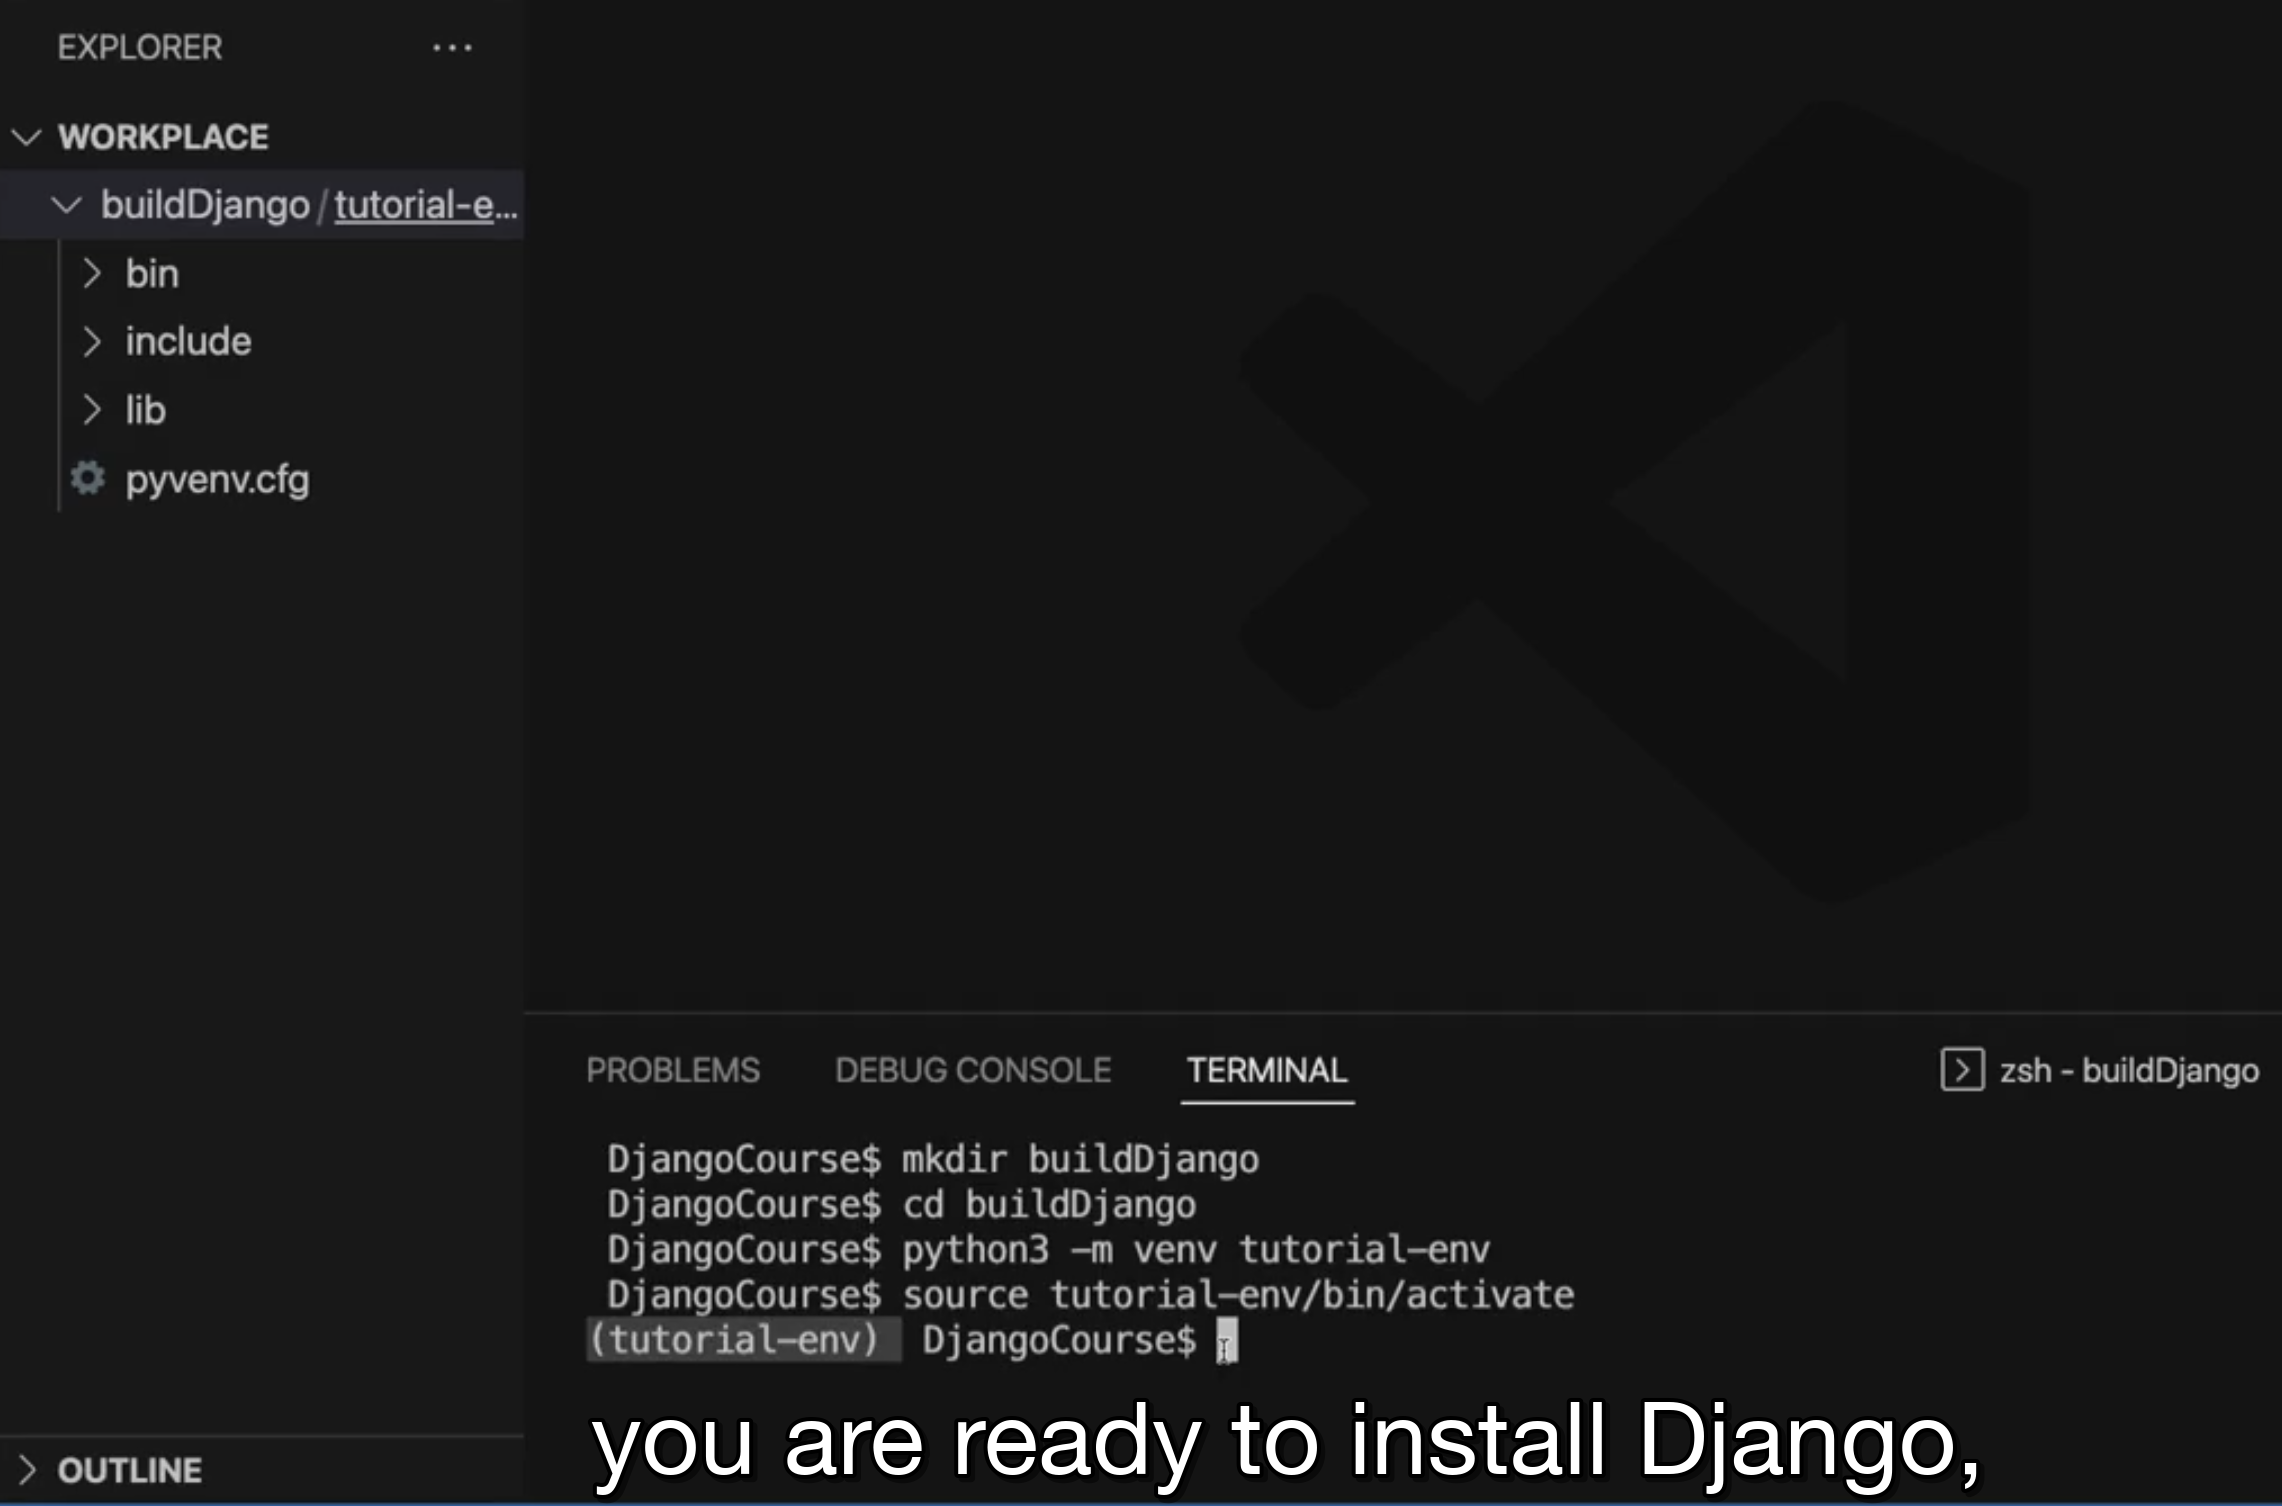 EXPLORER ...
WORKPLACE
buildDjango / tutorial-e...
bin
include
lib
pyvenv.cfg
OUTLINE
PROBLEMS DEBUG CONSOLE TERMINAL zsh - buildDjango
DjangoCourse$ mkdir buildDjango
DjangoCourse$ cd buildDjango
DjangoCourse$ python3 -m venv tutorial-env
DjangoCourse$ source tutorial-env/bin/activate
(tutorial-env) DjangoCourse$
you are ready to install Django,